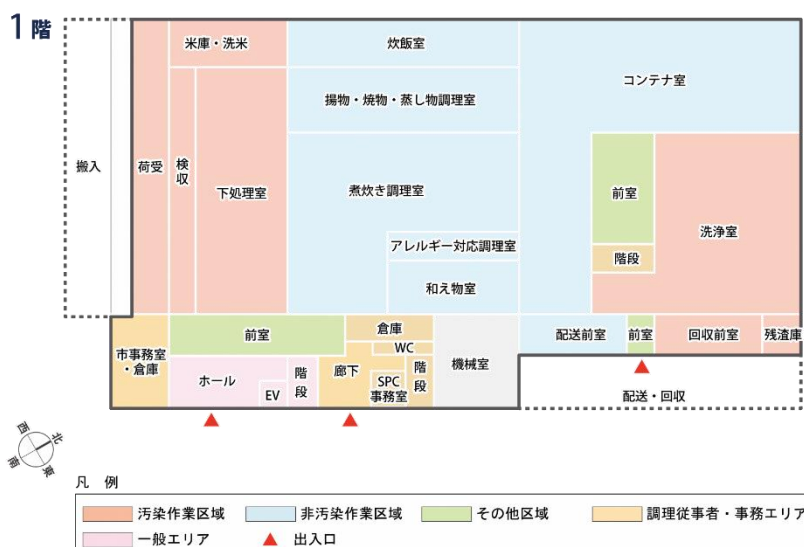 1階
米庫・洗米
炊飯室
コンテナ室
揚物・焼物・蒸し物調理室
搬入
荷受
検収
下処理室
煮炊き調理室
前室
洗浄室
アレルギー対応調理室
階段
和え物室
市事務室・倉庫
前室
倉庫
WC
機械室
配送前室
前室
回収前室
残渣庫
ホール
EV
階段
廊下
SPC事務室
階段
配送・回収
西
北
南
東
凡 例
汚染作業区域
非汚染作業区域
その他区域
調理従事者・事務エリア
一般エリア
出入口